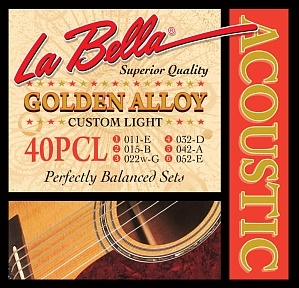 La Bella
Superior Quality
GOLDEN ALLOY
CUSTOM LIGHT
40PCL
1 011-E 4 032-D
2 015-B 5 042-A
3 022w-G 6 052-E
Perfectly Balanced Sets
ACOUSTIC